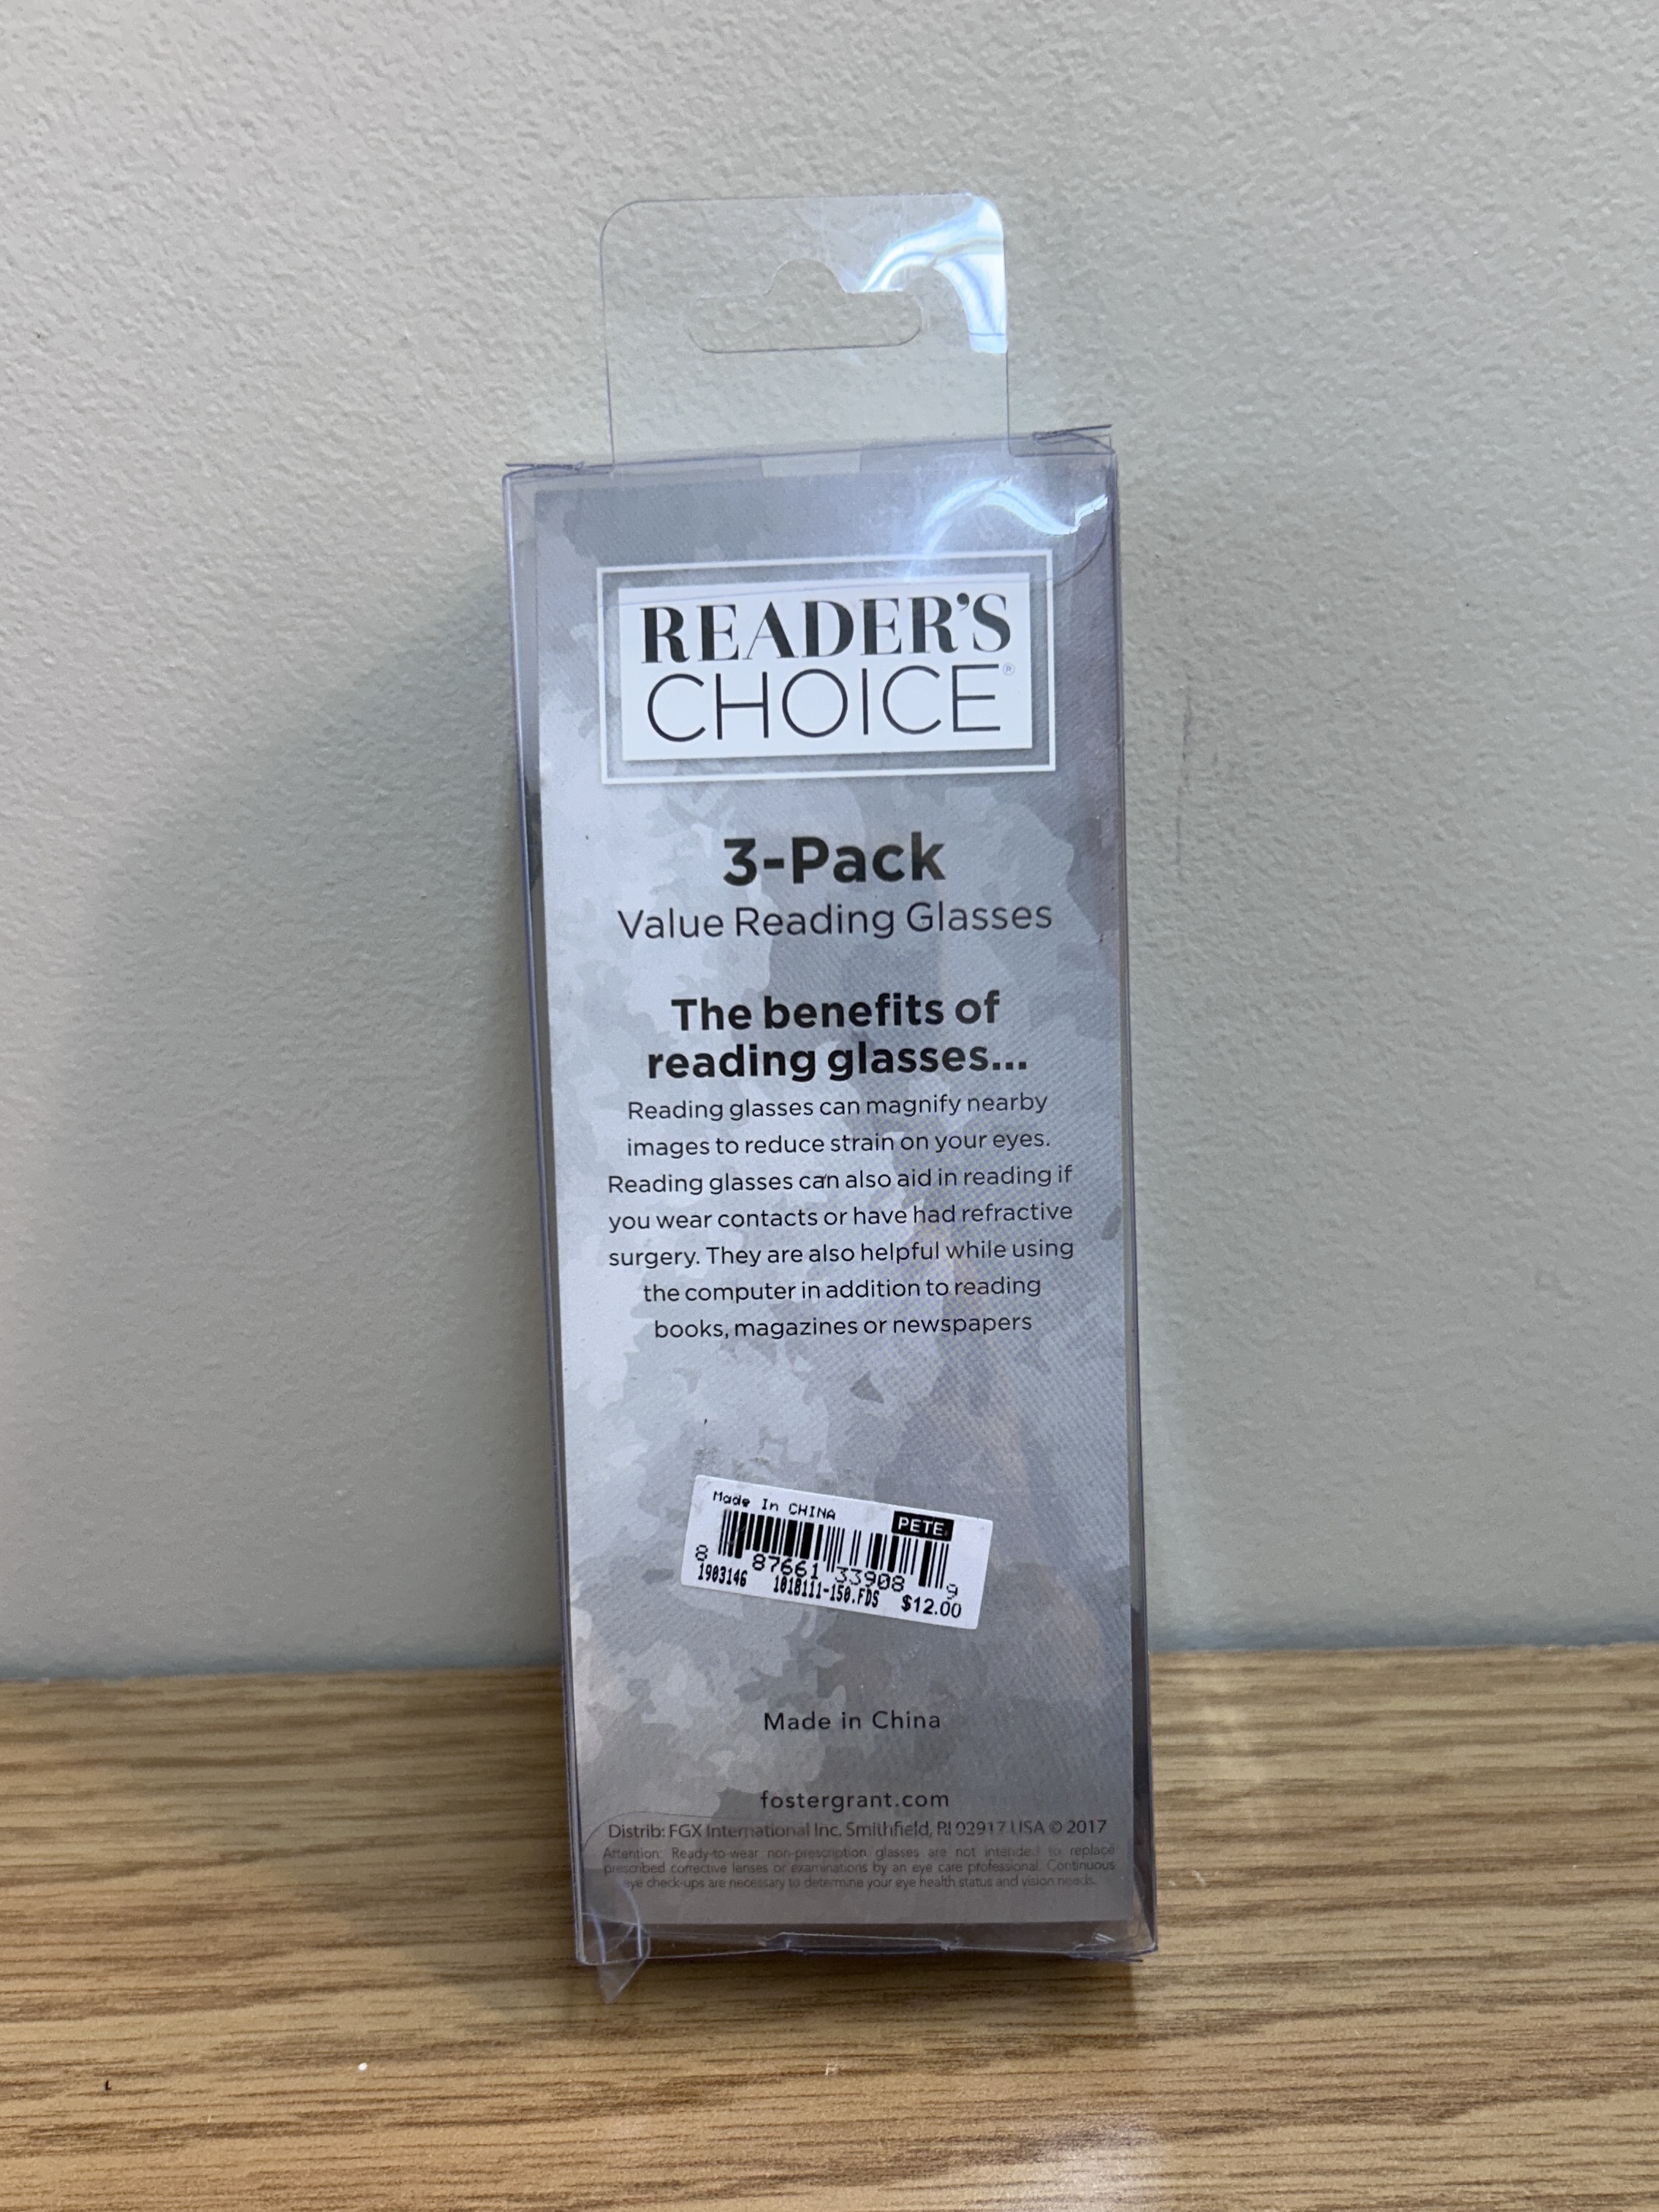 READER'S
CHOICE®
3-Pack
Value Reading Glasses
The benefits of
reading glasses...
Reading glasses can magnify nearby
images to reduce strain on your eyes.
Reading glasses can also aid in reading if
you wear contacts or have had refractive
surgery. They are also helpful while using
the computer in addition to reading
books, magazines or newspapers
Made In CHINA PETE
8 87661 33908 9
1903146 1018111-150.FDS $12.00
Made in China
fostergrant.com
Distrib: FGX International Inc. Smithfield, RI 02917 USA © 2017
Attention: Ready-to-wear non-prescription glasses are not intended to replace
prescribed corrective lenses or examinations by an eye care professional. Continuous
eye check-ups are necessary to determine your eye health status and vision needs.